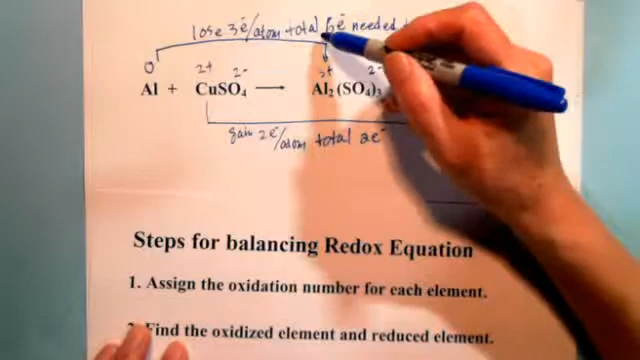 lose 3e⁻/atom total 6e⁻ needed
0 2+ 2- 3+ 2-
Al + CuSO₄ ⟶ Al₂(SO₄)₃
gain 2e⁻/atom total 2e⁻
Steps for balancing Redox Equation
1. Assign the oxidation number for each element.
2. Find the oxidized element and reduced element.